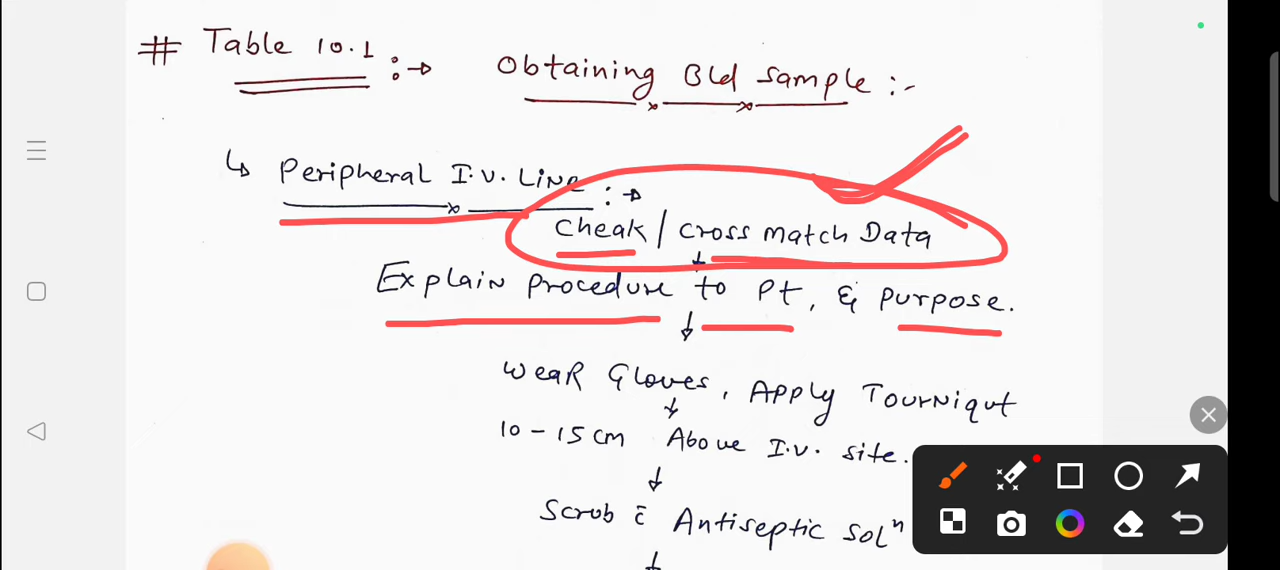 # Table 10.1 :→ Obtaining Bld Sample :-
↳ Peripheral I.V. Line :→
Cheak / Cross match Data
↓
Explain Procedure to Pt, & Purpose.
↓
Wear Gloves, Apply Tourniqut
↓
10-15 cm Above I.V. site.
↓
Scrub c̄ Antiseptic solⁿ
↓